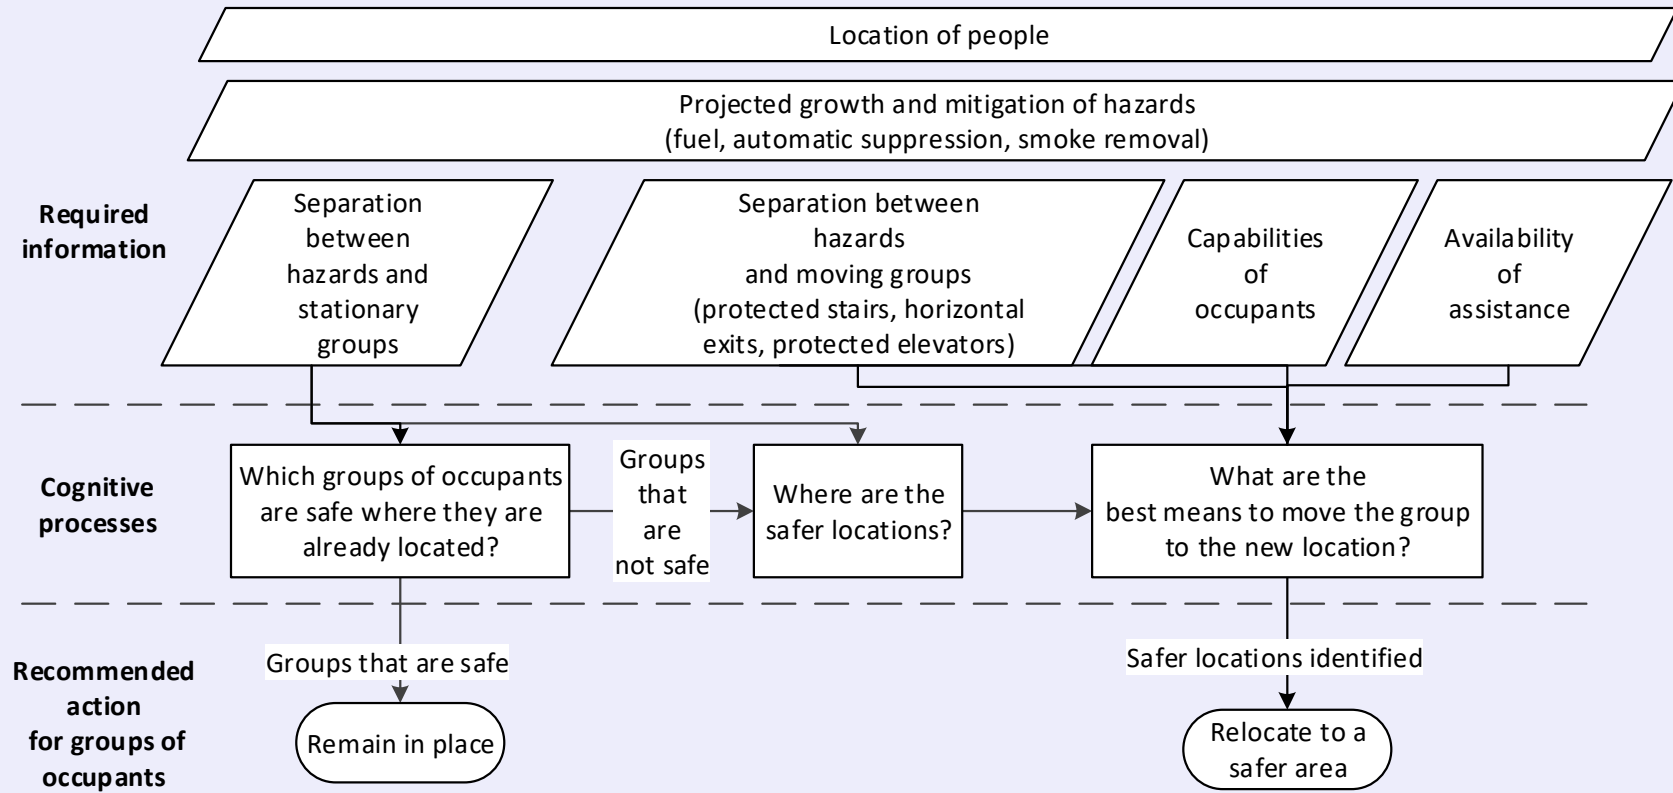 Location of people
Projected growth and mitigation of hazards
(fuel, automatic suppression, smoke removal)
Required
information
Separation
between
hazards and
stationary
groups
Separation between
hazards
and moving groups
(protected stairs, horizontal
exits, protected elevators)
Capabilities
of
occupants
Availability
of
assistance
Cognitive
processes
Which groups of occupants
are safe where they are
already located?
Groups
that
are
not safe
Where are the
safer locations?
What are the
best means to move the group
to the new location?
Recommended
action
for groups of
occupants
Groups that are safe
Remain in place
Safer locations identified
Relocate to a
safer area